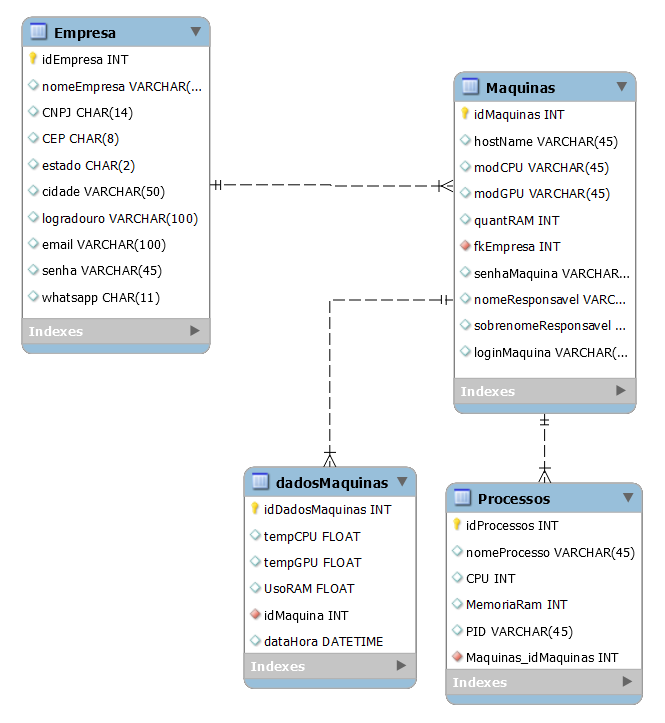 Empresa
idEmpresa INT
nomeEmpresa VARCHAR(...
CNPJ CHAR(14)
CEP CHAR(8)
estado CHAR(2)
cidade VARCHAR(50)
logradouro VARCHAR(100)
email VARCHAR(100)
senha VARCHAR(45)
whatsapp CHAR(11)
Indexes
Maquinas
idMaquinas INT
hostName VARCHAR(45)
modCPU VARCHAR(45)
modGPU VARCHAR(45)
quantRAM INT
fkEmpresa INT
senhaMaquina VARCHAR...
nomeResponsavel VARC...
sobrenomeResponsavel ...
loginMaquina VARCHAR(...
Indexes
dadosMaquinas
idDadosMaquinas INT
tempCPU FLOAT
tempGPU FLOAT
UsoRAM FLOAT
idMaquina INT
dataHora DATETIME
Indexes
Processos
idProcessos INT
nomeProcesso VARCHAR(45)
CPU INT
MemoriaRam INT
PID VARCHAR(45)
Maquinas_idMaquinas INT
Indexes